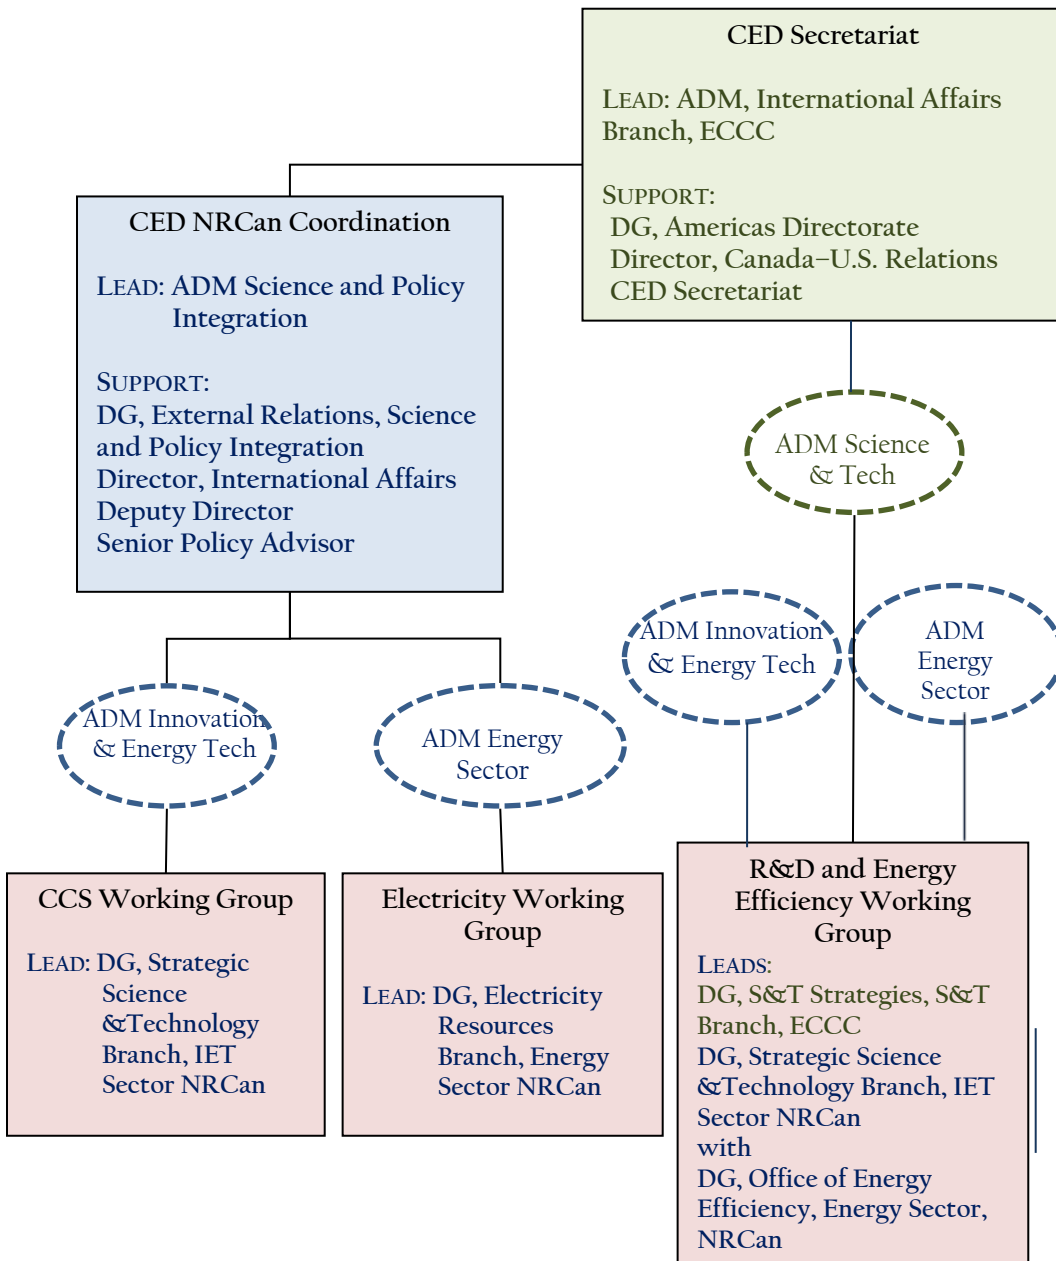 CED Secretariat
LEAD: ADM, International Affairs
Branch, ECCC
SUPPORT:
DG, Americas Directorate
Director, Canada–U.S. Relations
CED Secretariat
CED NRCan Coordination
LEAD: ADM Science and Policy
Integration
SUPPORT:
DG, External Relations, Science
and Policy Integration
Director, International Affairs
Deputy Director
Senior Policy Advisor
ADM Science
& Tech
ADM Innovation
& Energy Tech
ADM
Energy
Sector
ADM Innovation
& Energy Tech
ADM Energy
Sector
CCS Working Group
LEAD: DG, Strategic
Science
&Technology
Branch, IET
Sector NRCan
Electricity Working
Group
LEAD: DG, Electricity
Resources
Branch, Energy
Sector NRCan
R&D and Energy
Efficiency Working
Group
LEADS:
DG, S&T Strategies, S&T
Branch, ECCC
DG, Strategic Science
&Technology Branch, IET
Sector NRCan
with
DG, Office of Energy
Efficiency, Energy Sector,
NRCan